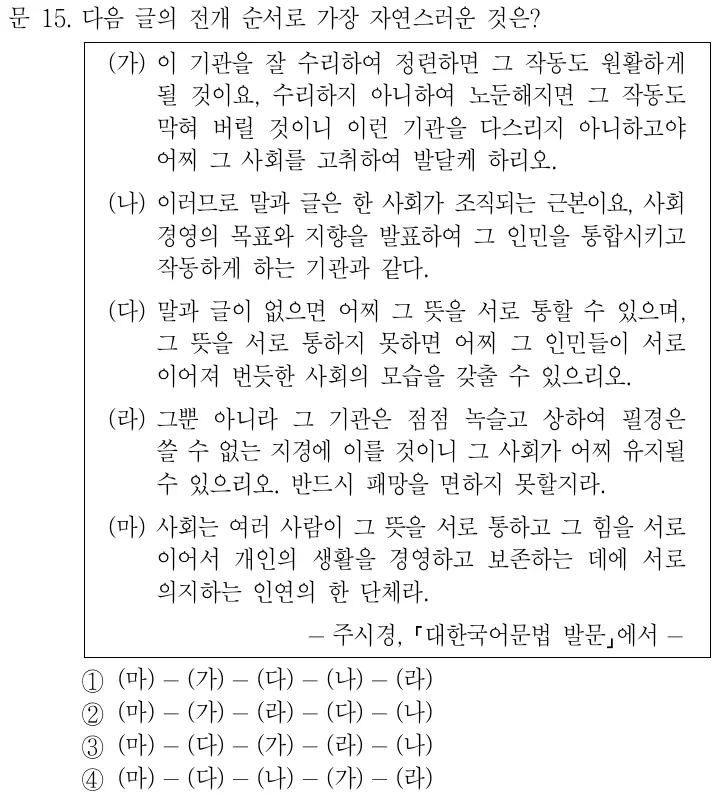 문 15. 다음 글의 전개 순서로 가장 자연스러운 것은?
(가) 이 기관을 잘 수리하여 정련하면 그 작동도 원활하게
될 것이요, 수리하지 아니하여 노둔해지면 그 작동도
막혀 버릴 것이니 이런 기관을 다스리지 아니하고야
어찌 그 사회를 고취하여 발달케 하리오.
(나) 이러므로 말과 글은 한 사회가 조직되는 근본이요, 사회
경영의 목표와 지향을 발표하여 그 인민을 통합시키고
작동하게 하는 기관과 같다.
(다) 말과 글이 없으면 어찌 그 뜻을 서로 통할 수 있으며,
그 뜻을 서로 통하지 못하면 어찌 그 인민들이 서로
이어져 번듯한 사회의 모습을 갖출 수 있으리오.
(라) 그뿐 아니라 그 기관은 점점 녹슬고 상하여 필경은
쓸 수 없는 지경에 이를 것이니 그 사회가 어찌 유지될
수 있으리오. 반드시 패망을 면하지 못할지라.
(마) 사회는 여러 사람이 그 뜻을 서로 통하고 그 힘을 서로
이어서 개인의 생활을 경영하고 보존하는 데에 서로
의지하는 인연의 한 단체라.
– 주시경, ｢대한국어문법 발문｣에서 –
① (마) – (가) – (다) – (나) – (라)
② (마) – (가) – (라) – (다) – (나)
③ (마) – (다) – (가) – (라) – (나)
④ (마) – (다) – (나) – (가) – (라)